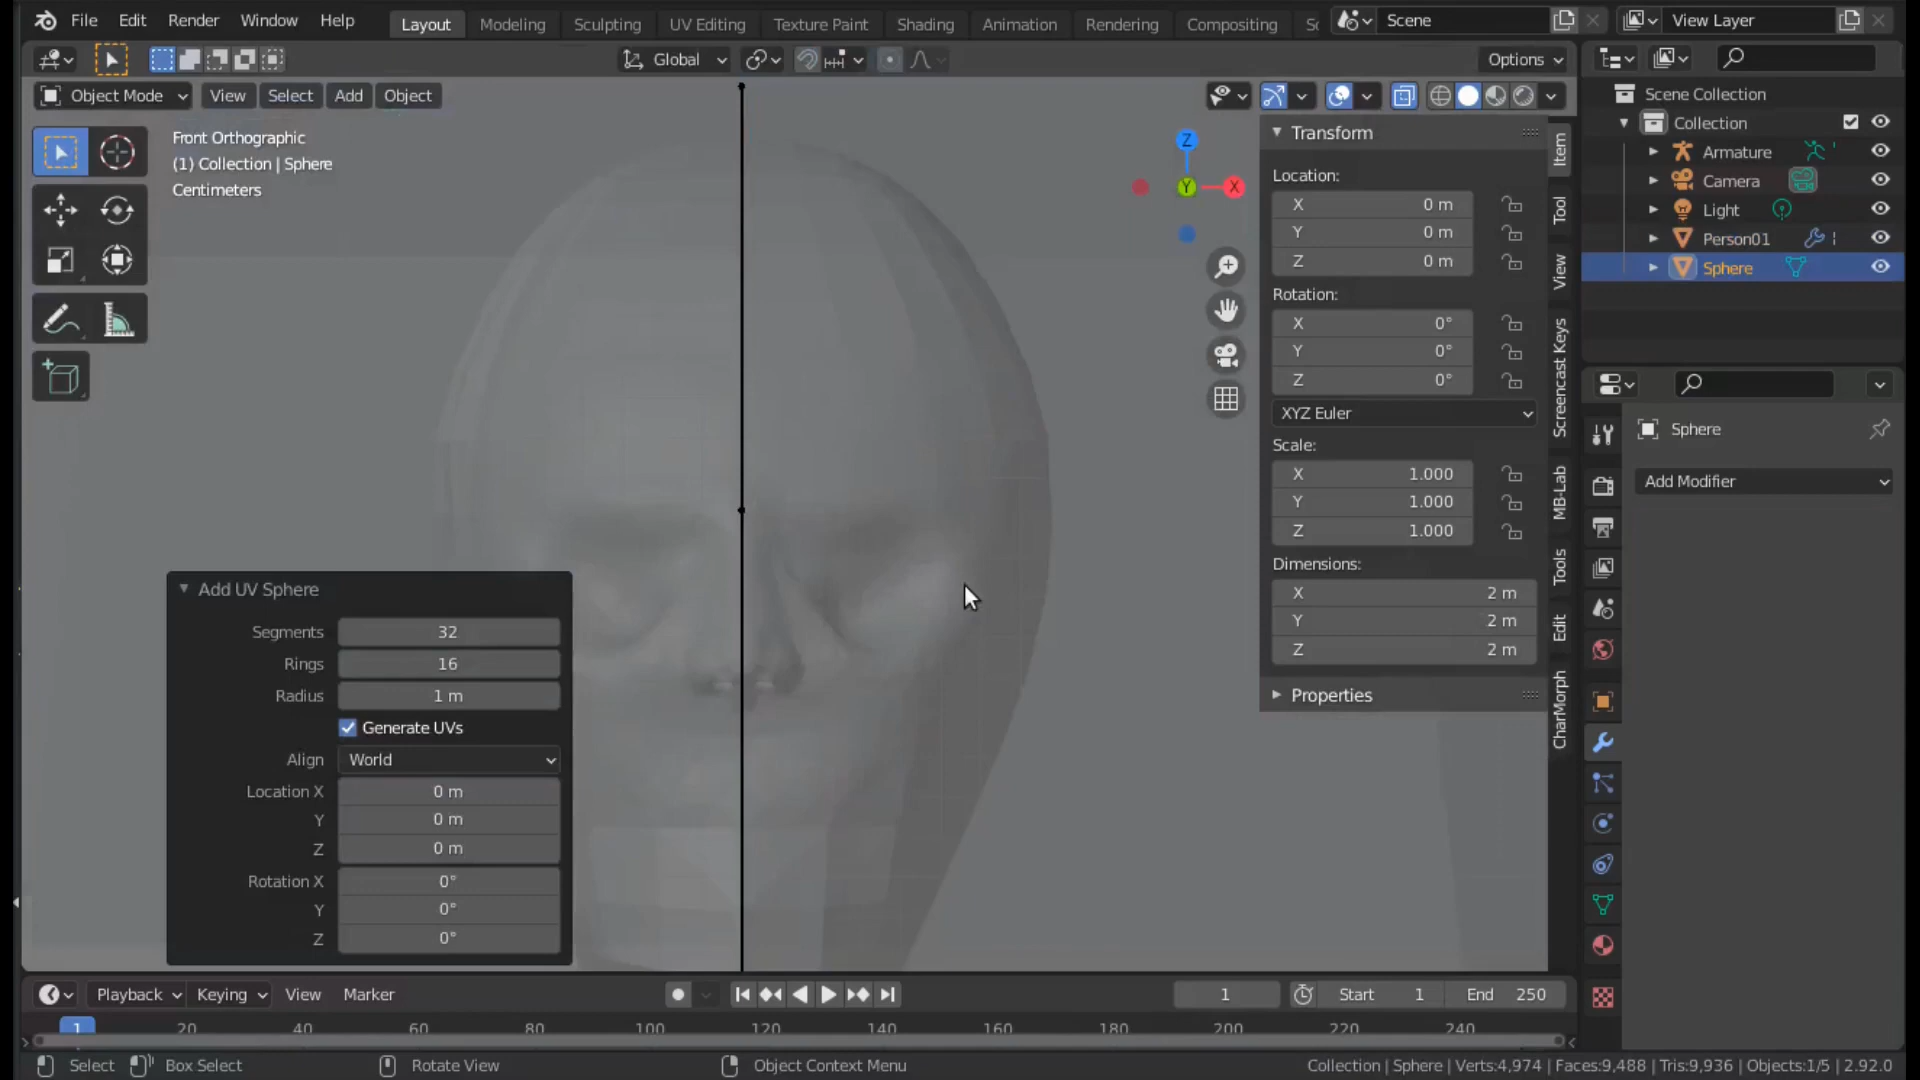 File Edit Render Window Help Layout Modeling Sculpting UV Editing Texture Paint Shading Animation Rendering Compositing Sc Scene View Layer
Global Options
Object Mode View Select Add Object
Front Orthographic
(1) Collection | Sphere
Centimeters
Z
Y
X
Transform
Location:
X 0 m
Y 0 m
Z 0 m
Rotation:
X 0°
Y 0°
Z 0°
XYZ Euler
Scale:
X 1.000
Y 1.000
Z 1.000
Dimensions:
X 2 m
Y 2 m
Z 2 m
Properties
Item
Tool
View
Screencast Keys
MB-Lab
Tools
Edit
CharMorph
Scene Collection
Collection
Armature
Camera
Light
Person01
Sphere
Sphere
Add Modifier
Add UV Sphere
Segments 32
Rings 16
Radius 1 m
Generate UVs
Align World
Location X 0 m
Y 0 m
Z 0 m
Rotation X 0°
Y 0°
Z 0°
Playback Keying View Marker 1 Start 1 End 250
1 20 40 60 80 100 120 140 160 180 200 220 240
Select Box Select Rotate View Object Context Menu Collection | Sphere | Verts:4,974 | Faces:9,488 | Tris:9,936 | Objects:1/5 | 2.92.0